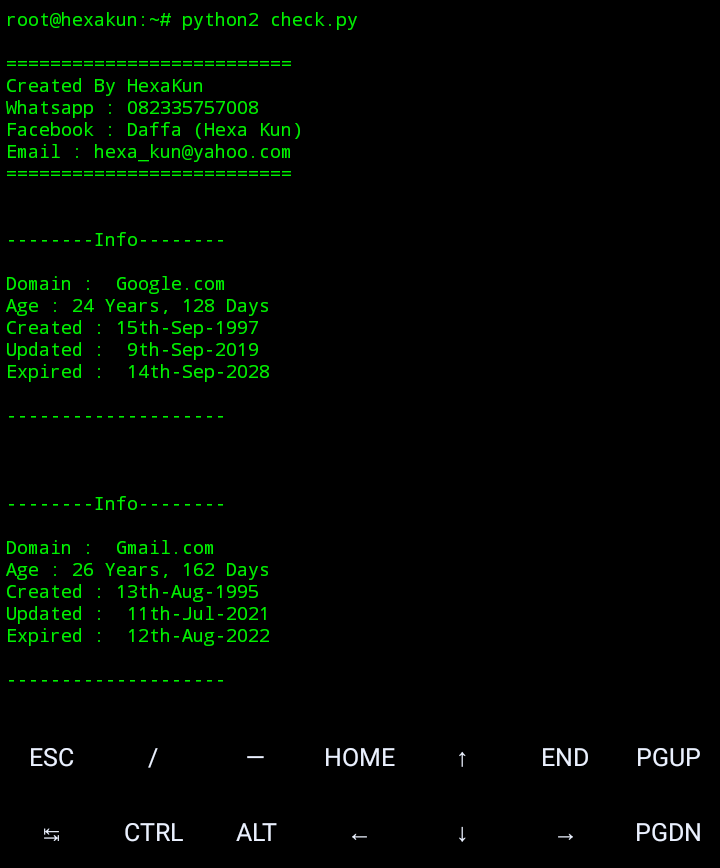 root@hexakun:~# python2 check.py
==========================
Created By HexaKun
Whatsapp : 082335757008
Facebook : Daffa (Hexa Kun)
Email : hexa_kun@yahoo.com
==========================
--------Info--------
Domain :  Google.com
Age : 24 Years, 128 Days
Created : 15th-Sep-1997
Updated :  9th-Sep-2019
Expired :  14th-Sep-2028
--------------------
--------Info--------
Domain :  Gmail.com
Age : 26 Years, 162 Days
Created : 13th-Aug-1995
Updated :  11th-Jul-2021
Expired :  12th-Aug-2022
--------------------
ESC / — HOME ↑ END PGUP
↹ CTRL ALT ← ↓ → PGDN